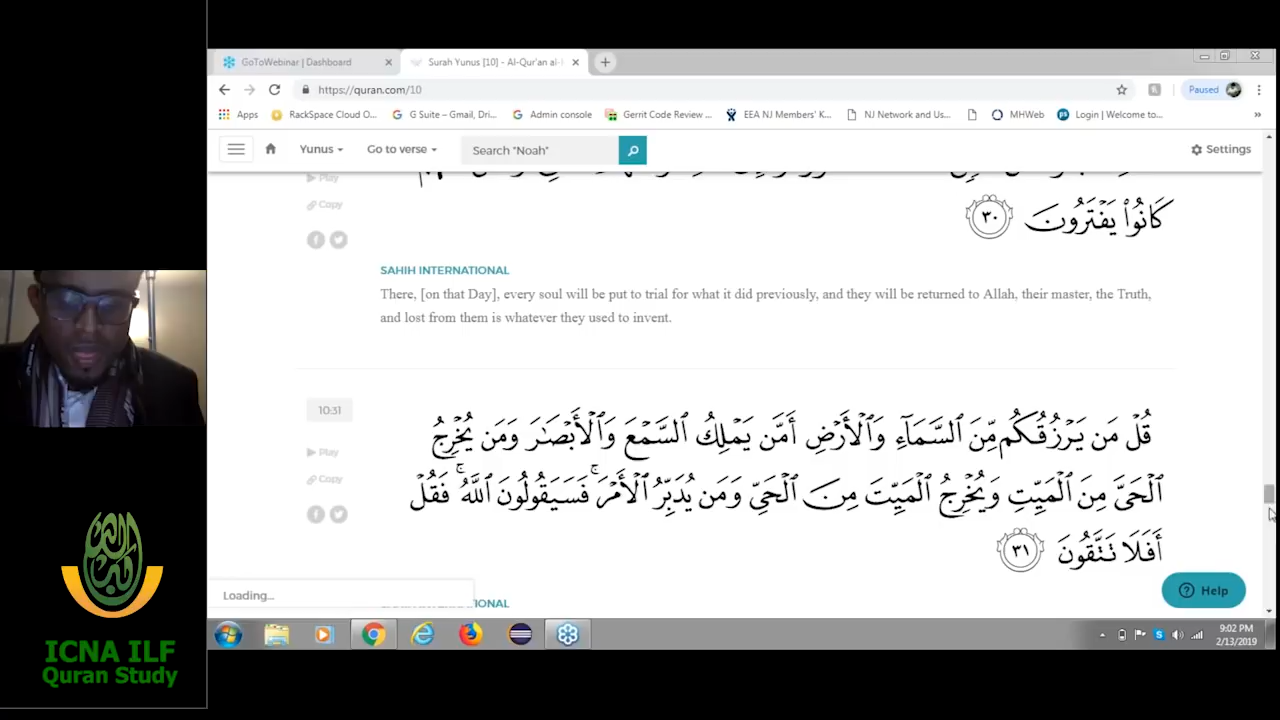 GoToWebinar | Dashboard
Surah Yunus [10] - Al-Qur'an al-
https://quran.com/10
Paused
Apps
RackSpace Cloud O...
G Suite – Gmail, Dri...
Admin console
Gerrit Code Review ...
EEA NJ Members' K...
NJ Network and Us...
MHWeb
Login | Welcome to...
»
Yunus
Go to verse
Search "Noah"
Settings
Play
Copy
كَانُوا۟ يَفْتَرُونَ ٣٠
SAHIH INTERNATIONAL
There, [on that Day], every soul will be put to trial for what it did previously, and they will be returned to Allah, their master, the Truth,
and lost from them is whatever they used to invent.
10:31
Play
Copy
قُلْ مَن يَرْزُقُكُم مِّنَ ٱلسَّمَآءِ وَٱلْأَرْضِ أَمَّن يَمْلِكُ ٱلسَّمْعَ وَٱلْأَبْصَـٰرَ وَمَن يُخْرِجُ
ٱلْحَىَّ مِنَ ٱلْمَيِّتِ وَيُخْرِجُ ٱلْمَيِّتَ مِنَ ٱلْحَىِّ وَمَن يُدَبِّرُ ٱلْأَمْرَ ۚ فَسَيَقُولُونَ ٱللَّهُ ۚ فَقُلْ
أَفَلَا تَتَّقُونَ ٣١
Help
Loading...
9:02 PM
2/13/2019
ICNA ILF
Quran Study